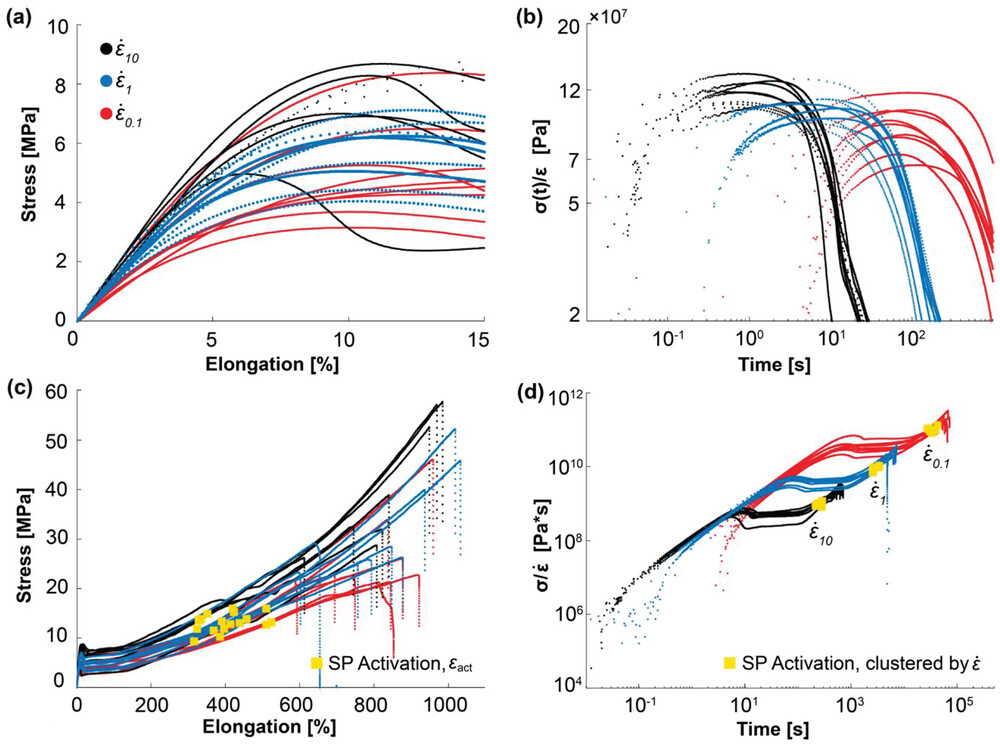 (a)
10
8
6
4
2
0
Stress [MPa]
ε̇10
ε̇1
ε̇0.1
0 5 10 15
Elongation [%]
(b)
×10⁷
20
12
7
5
2
σ(t)/ε [Pa]
10⁻¹ 10⁰ 10¹ 10²
Time [s]
(c)
60
50
40
30
20
10
0
Stress [MPa]
SP Activation, εact
0 200 400 600 800 1000
Elongation [%]
(d)
10¹²
10¹⁰
10⁸
10⁶
10⁴
σ/ε̇ [Pa*s]
ε̇0.1
ε̇1
ε̇10
SP Activation, clustered by ε̇
10⁻¹ 10¹ 10³ 10⁵
Time [s]